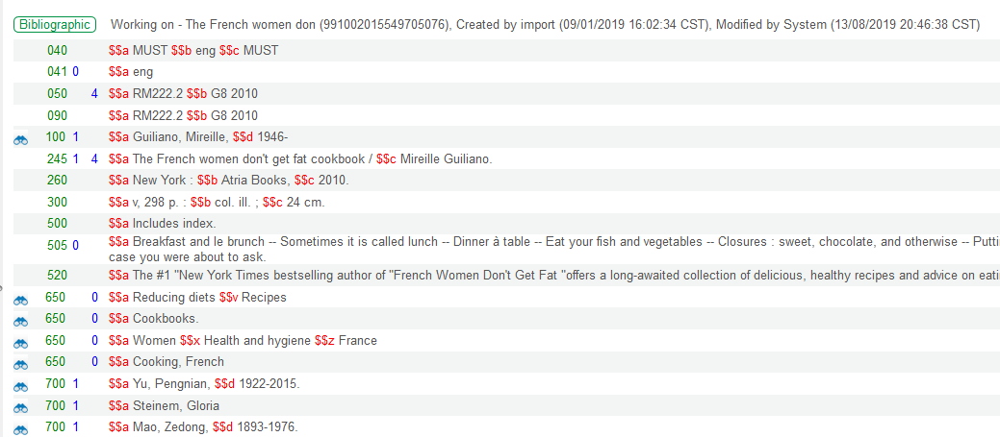 Bibliographic Working on - The French women don (991002015549705076), Created by import (09/01/2019 16:02:34 CST), Modified by System (13/08/2019 20:46:38 CST)
040 $$a MUST $$b eng $$c MUST
041 0 $$a eng
050 4 $$a RM222.2 $$b G8 2010
090 $$a RM222.2 $$b G8 2010
100 1 $$a Guiliano, Mireille, $$d 1946-
245 1 4 $$a The French women don't get fat cookbook / $$c Mireille Guiliano.
260 $$a New York : $$b Atria Books, $$c 2010.
300 $$a v, 298 p. : $$b col. ill. ; $$c 24 cm.
500 $$a Includes index.
505 0 $$a Breakfast and le brunch -- Sometimes it is called lunch -- Dinner à table -- Eat your fish and vegetables -- Closures : sweet, chocolate, and otherwise -- Putti
case you were about to ask.
520 $$a The #1 "New York Times bestselling author of "French Women Don't Get Fat "offers a long-awaited collection of delicious, healthy recipes and advice on eati
650 0 $$a Reducing diets $$v Recipes
650 0 $$a Cookbooks.
650 0 $$a Women $$x Health and hygiene $$z France
650 0 $$a Cooking, French
700 1 $$a Yu, Pengnian, $$d 1922-2015.
700 1 $$a Steinem, Gloria
700 1 $$a Mao, Zedong, $$d 1893-1976.